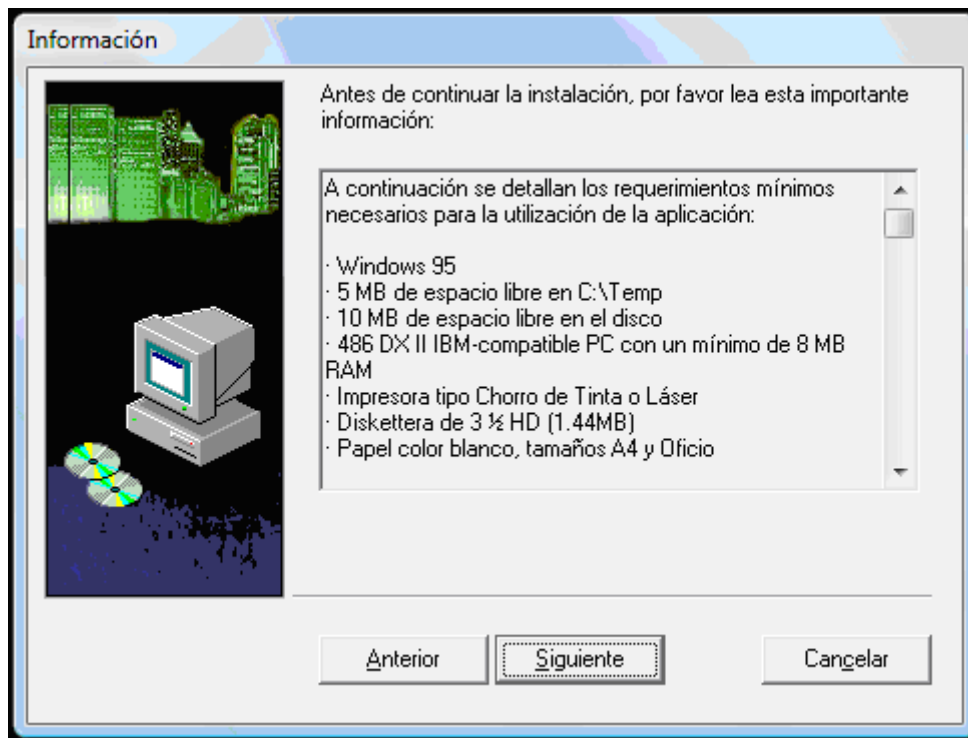 Información
Antes de continuar la instalación, por favor lea esta importante
información:
A continuación se detallan los requerimientos mínimos
necesarios para la utilización de la aplicación:
· Windows 95
· 5 MB de espacio libre en C:\Temp
· 10 MB de espacio libre en el disco
· 486 DX II IBM-compatible PC con un mínimo de 8 MB
RAM
· Impresora tipo Chorro de Tinta o Láser
· Diskettera de 3 ½ HD (1.44MB)
· Papel color blanco, tamaños A4 y Oficio
Anterior
Siguiente
Cancelar